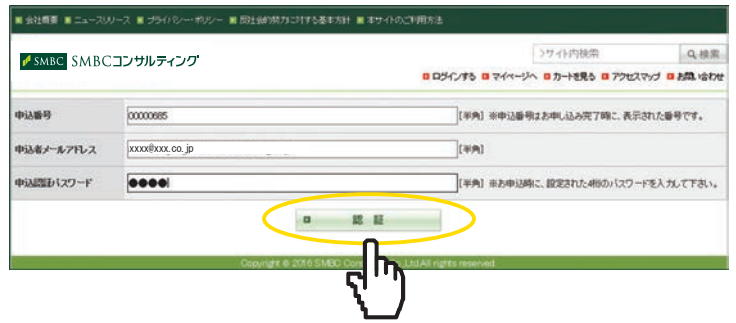 会社概要 ニュースリリース プライバシー・ポリシー 反社会的勢力に対する基本方針 本サイトのご利用方法
SMBC SMBCコンサルティング
>サイト内検索 検索
ログインする マイページへ カートを見る アクセスマップ お問い合わせ
申込番号 00000685 [半角] ※申込番号はお申し込み完了時に、表示された番号です。
申込者メールアドレス xxxx@xxx.co.jp [半角]
申込認証パスワード ●●●● [半角] ※お申込時に、設定された4桁のパスワードを入力して下さい。
認 証
Copyright © 2016 SMBC Ltd.All rights reserved